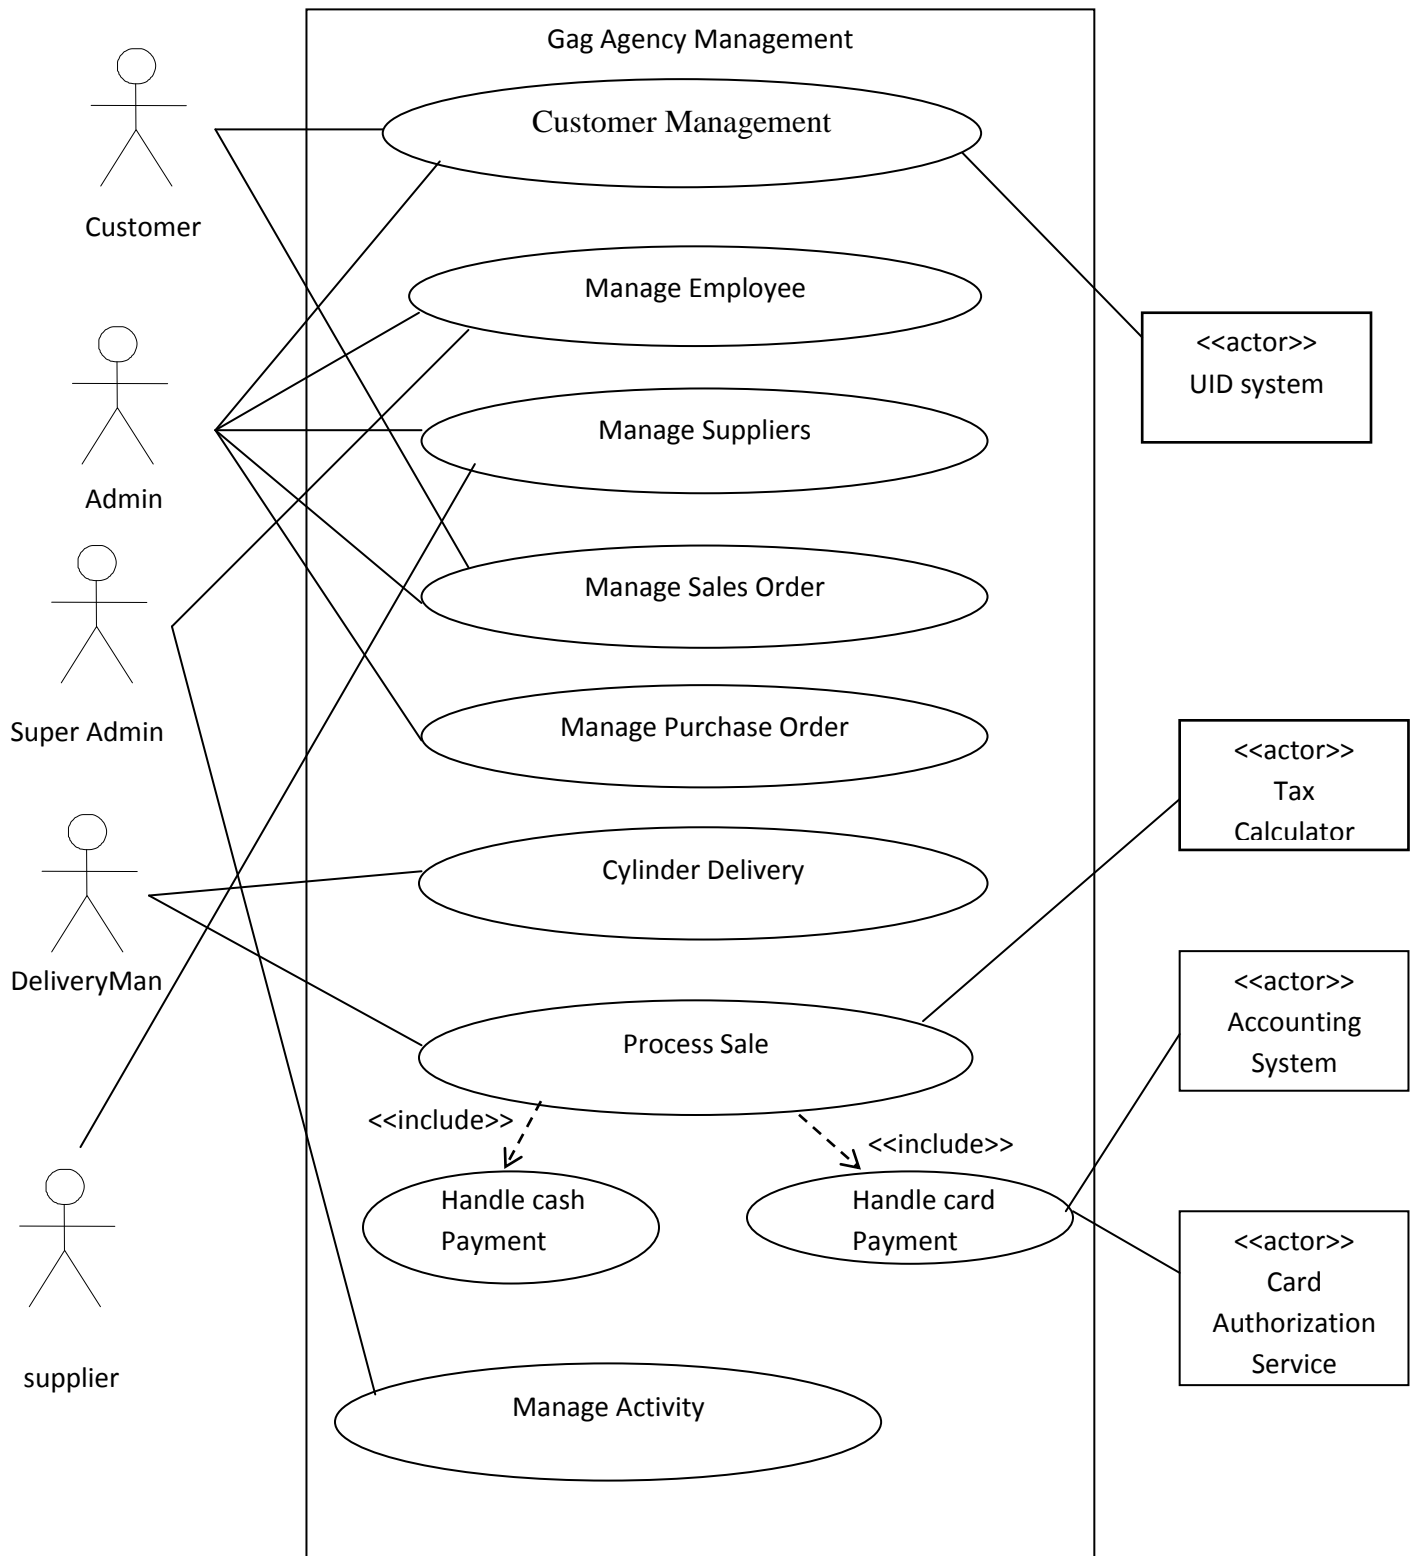 Gag Agency Management
Customer Management
Customer
Manage Employee
<<actor>>
UID system
Manage Suppliers
Admin
Manage Sales Order
Super Admin
Manage Purchase Order
<<actor>>
Tax
Calculator
Cylinder Delivery
DeliveryMan
<<actor>>
Accounting
System
Process Sale
<<include>>
<<include>>
Handle cash
Payment
Handle card
Payment
<<actor>>
Card
Authorization
Service
supplier
Manage Activity